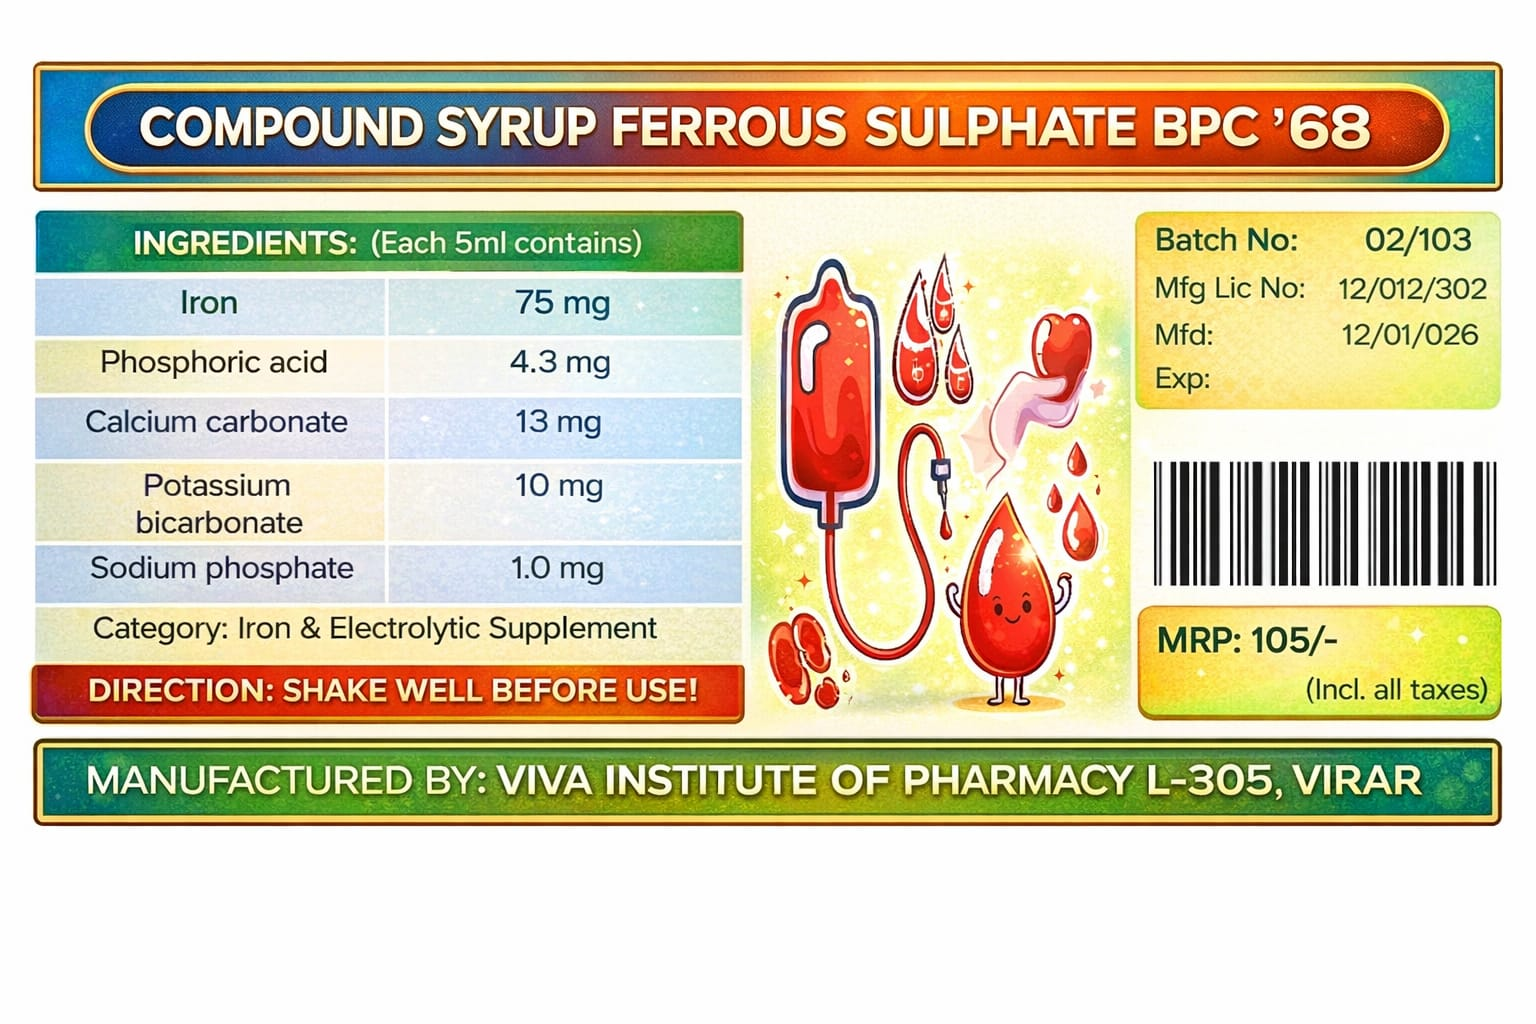 COMPOUND SYRUP FERROUS SULPHATE BPC ’68
INGREDIENTS: (Each 5ml contains)
Iron 75 mg
Phosphoric acid 4.3 mg
Calcium carbonate 13 mg
Potassium bicarbonate 10 mg
Sodium phosphate 1.0 mg
Category: Iron & Electrolytic Supplement
DIRECTION: SHAKE WELL BEFORE USE!
Batch No: 02/103
Mfg Lic No: 12/012/302
Mfd: 12/01/026
Exp:
MRP: 105/-
(Incl. all taxes)
MANUFACTURED BY: VIVA INSTITUTE OF PHARMACY L-305, VIRAR